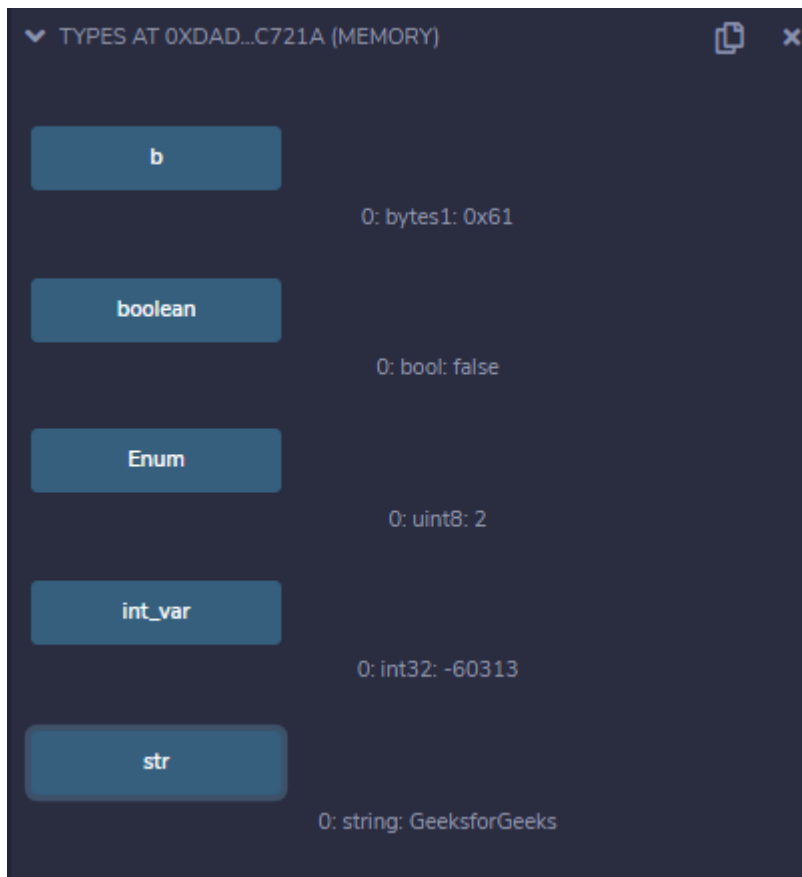 TYPES AT 0XDAD...C721A (MEMORY)
b
0: bytes1: 0x61
boolean
0: bool: false
Enum
0: uint8: 2
int_var
0: int32: -60313
str
0: string: GeeksforGeeks